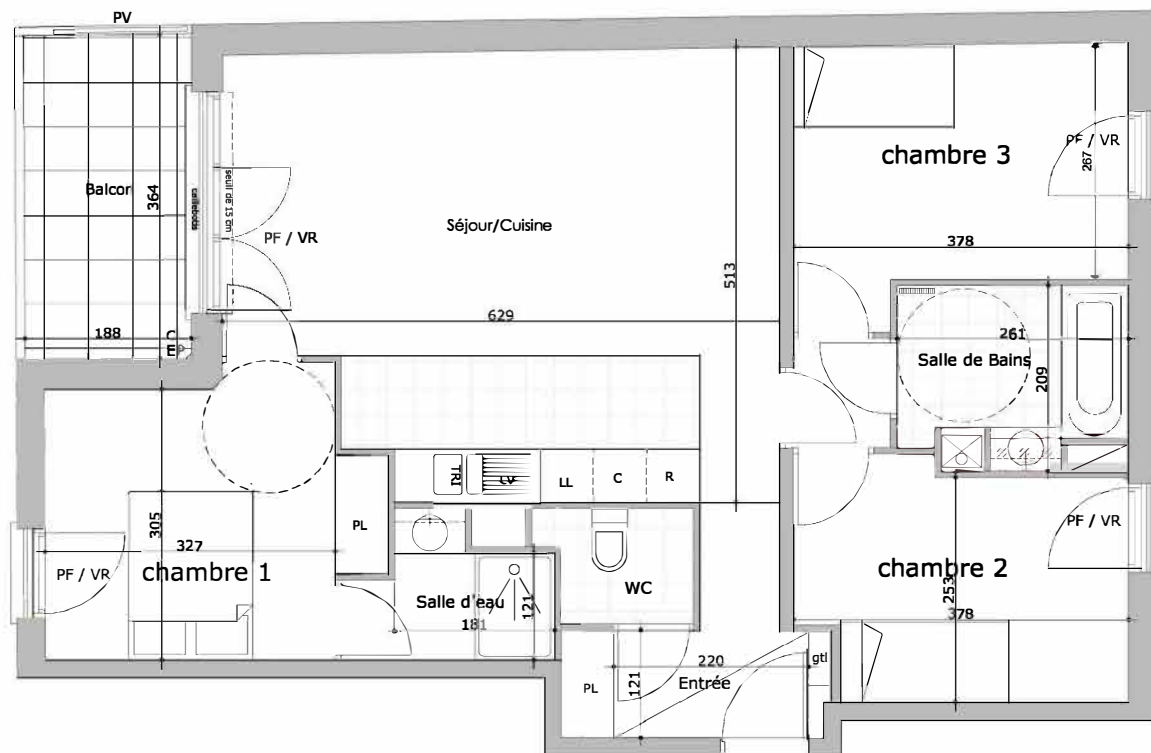 PV
Balcor
364
caillebotis
seuil de 15 cm
PF / VR
188
C
E
Séjour/Cuisine
629
513
chambre 3
PF / VR
267
378
261
Salle de Bains
209
TRI
LV
LL
C
R
PL
305
327
PF / VR
chambre 1
Salle d'eau
121
181
WC
PL
220
Entrée
121
gtl
chambre 2
253
378
PF / VR